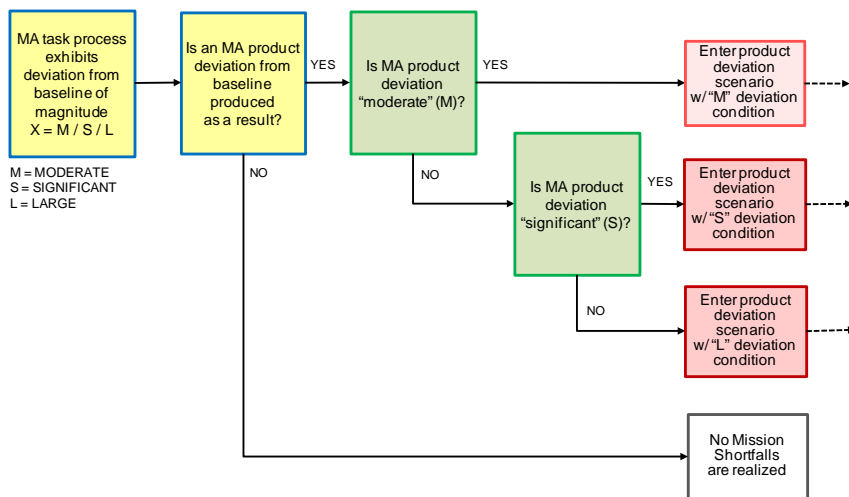 MA task process
exhibits
deviation from
baseline of
magnitude
X = M / S / L
M = MODERATE
S = SIGNIFICANT
L = LARGE
Is an MA product
deviation from
baseline
produced
as a result?
YES
NO
Is MA product
deviation
“moderate” (M)?
YES
NO
Enter product
deviation
scenario
w/ “M” deviation
condition
Is MA product
deviation
“significant” (S)?
YES
NO
Enter product
deviation
scenario
w/ “S” deviation
condition
Enter product
deviation
scenario
w/ “L” deviation
condition
No Mission
Shortfalls
are realized